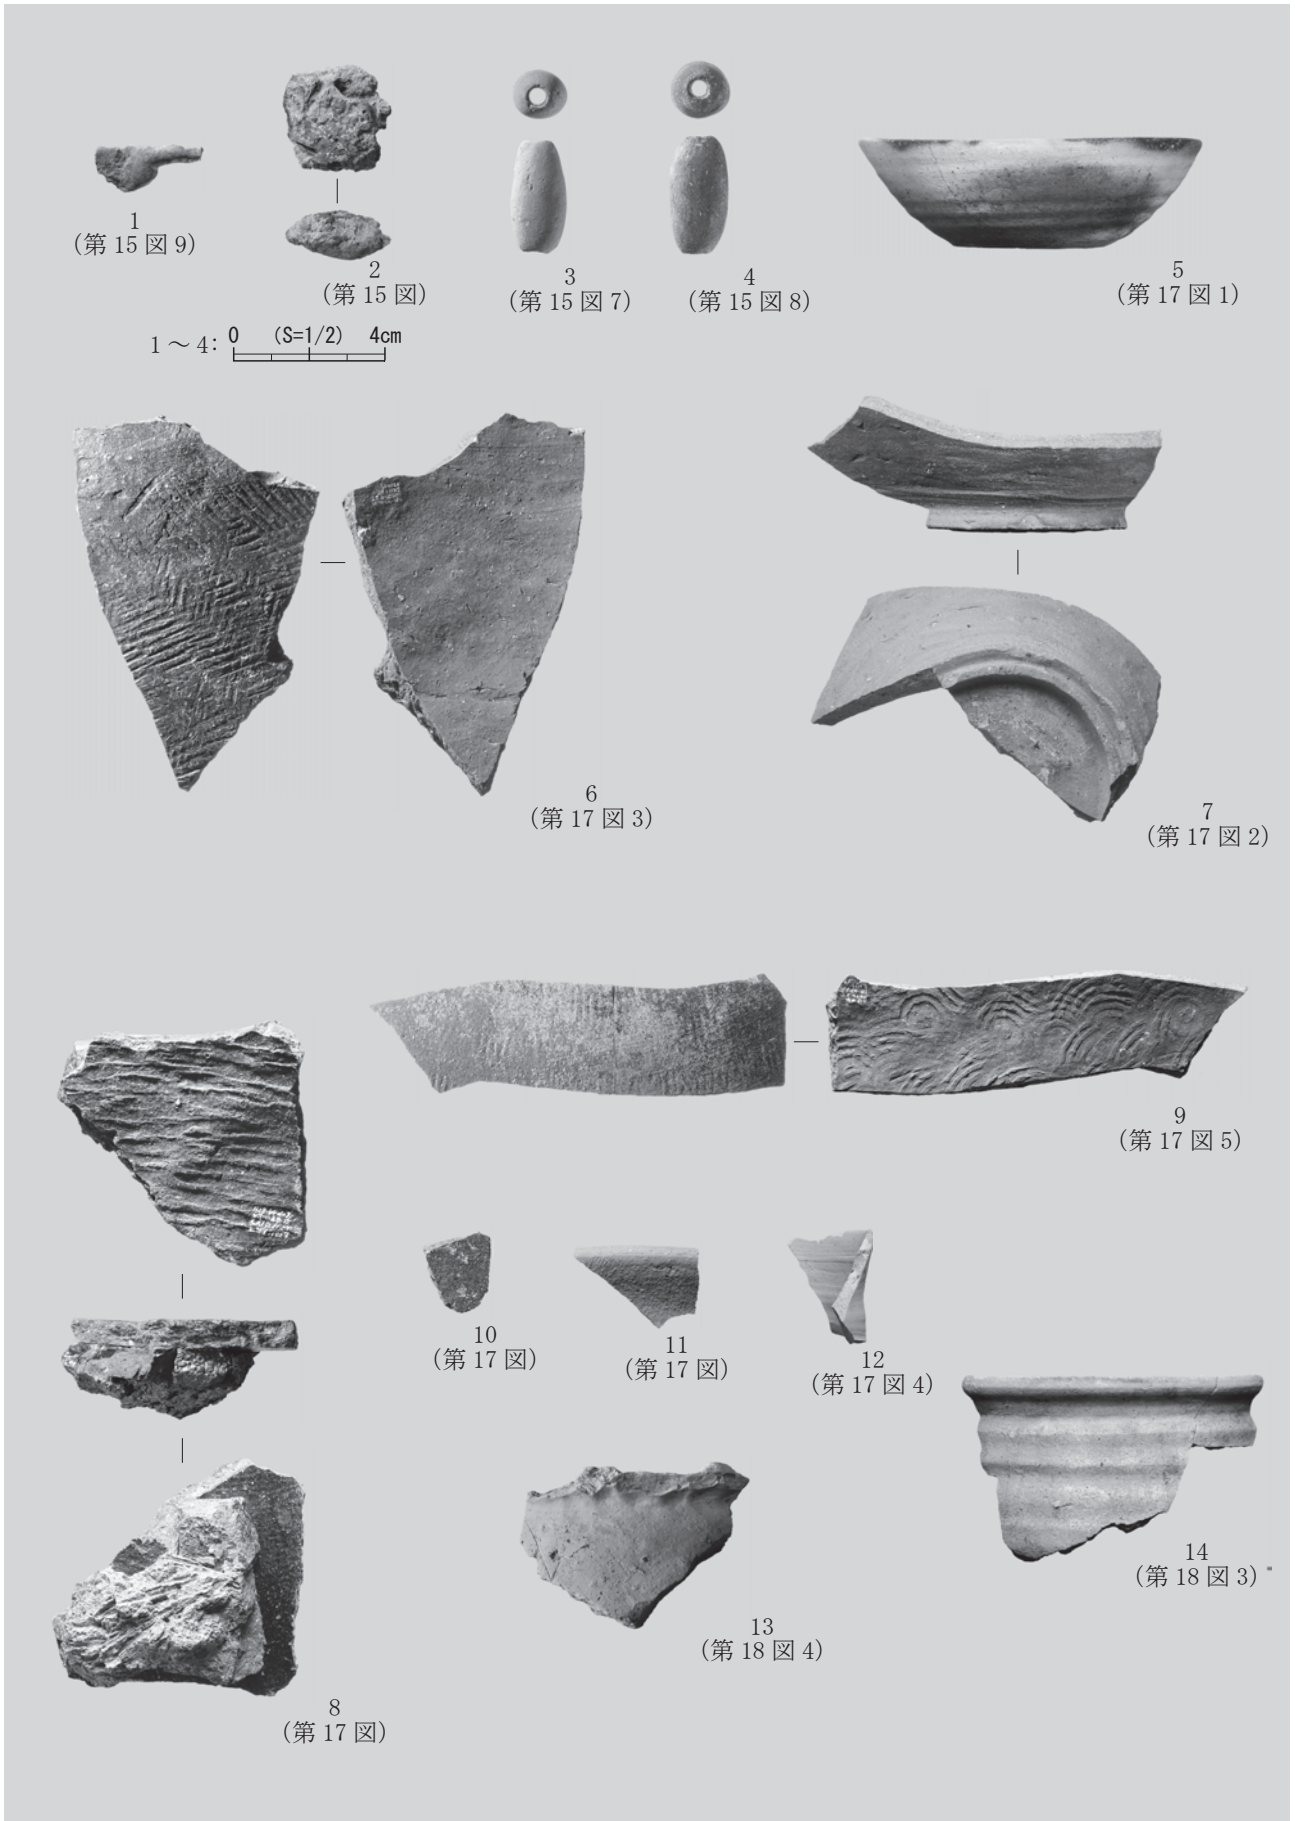 1
（第 15 図 9）
2
（第 15 図）
3
（第 15 図 7）
4
（第 15 図 8）
5
（第 17 図 1）
1 ～ 4：
0 (S=1/2) 4cm
6
（第 17 図 3）
7
（第 17 図 2）
9
（第 17 図 5）
10
（第 17 図）
11
（第 17 図）
12
（第 17 図 4）
14
（第 18 図 3）
13
（第 18 図 4）
8
（第 17 図）